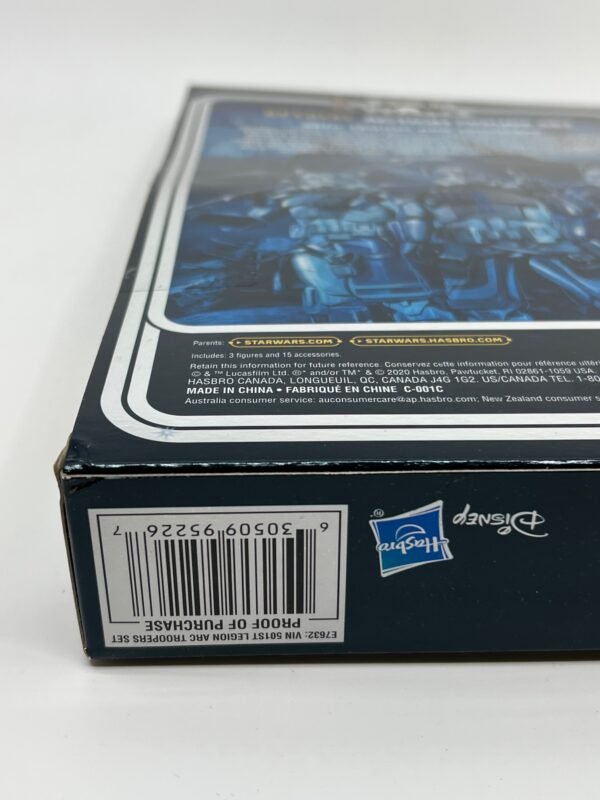 Parents: STARWARS.COM STARWARS.HASBRO.COM
Includes: 3 figures and 15 accessories.
Retain this information for future reference. Conservez cette information pour référence
© & ™ Lucasfilm Ltd. ®* and/or TM* & © 2020 Hasbro, Pawtucket, RI 02861-1059 USA.
HASBRO CANADA, LONGUEUIL, QC, CANADA J4G 1G2. US/CANADA TEL. 1-80
MADE IN CHINA • FABRIQUÉ EN CHINE C-001C
Australia consumer service: auconsumercare@ap.hasbro.com; New Zealand consumer
E7632: VIN 501ST LEGION ARC TROOPERS SET
PROOF OF PURCHASE
6 30509 95226 7
Hasbro ®
DISNEY